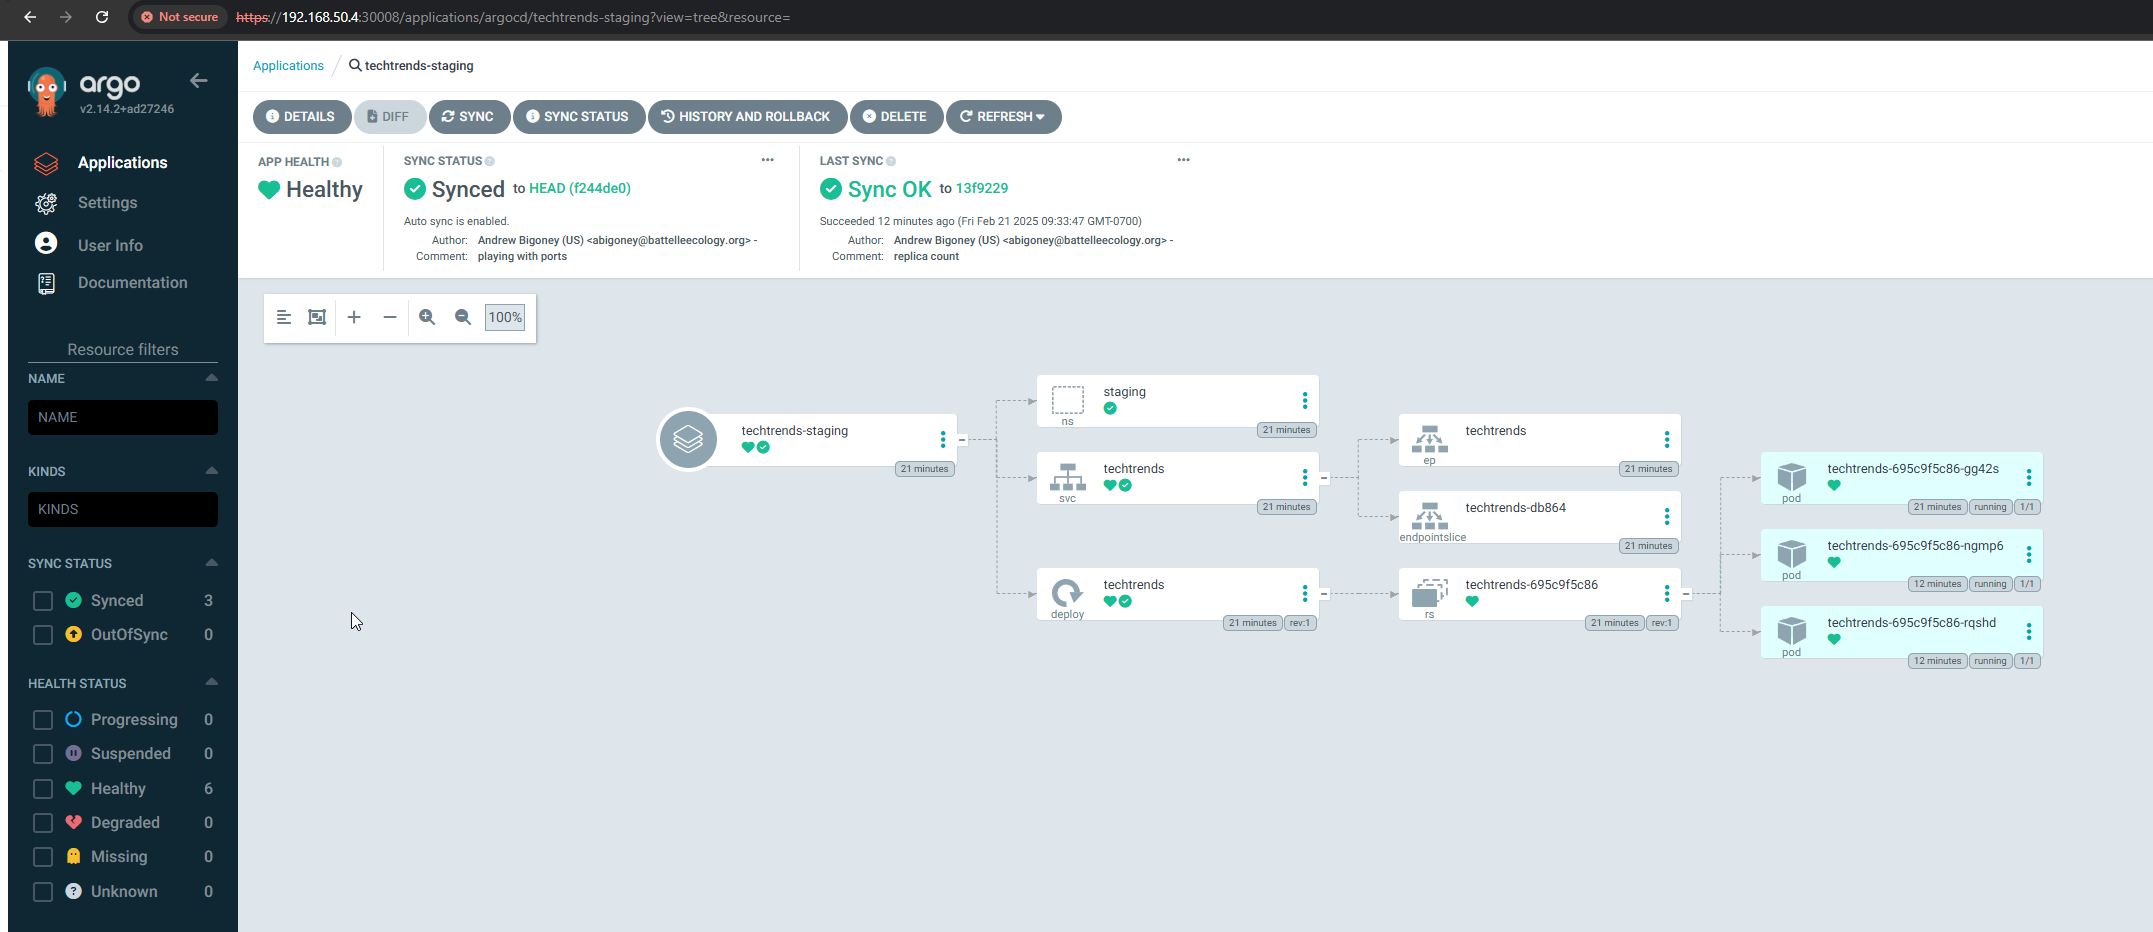 Not secure https://192.168.50.4:30008/applications/argocd/techtrends-staging?view=tree&resource=
argo
v2.14.2+ad27246
Applications
Settings
User Info
Documentation
Resource filters
NAME
NAME
KINDS
KINDS
SYNC STATUS
Synced 3
OutOfSync 0
HEALTH STATUS
Progressing 0
Suspended 0
Healthy 6
Degraded 0
Missing 0
Unknown 0
Applications / techtrends-staging
DETAILS DIFF SYNC SYNC STATUS HISTORY AND ROLLBACK DELETE REFRESH
APP HEALTH
Healthy
SYNC STATUS
Synced to HEAD (f244de0)
Auto sync is enabled.
Author: Andrew Bigoney (US) <abigoney@battelleecology.org> -
Comment: playing with ports
LAST SYNC
Sync OK to 13f9229
Succeeded 12 minutes ago (Fri Feb 21 2025 09:33:47 GMT-0700)
Author: Andrew Bigoney (US) <abigoney@battelleecology.org> -
Comment: replica count
100%
techtrends-staging
21 minutes
staging
ns
21 minutes
techtrends
svc
21 minutes
techtrends
deploy
21 minutes rev:1
techtrends
ep
21 minutes
techtrends-db864
endpointslice
21 minutes
techtrends-695c9f5c86
rs
21 minutes rev:1
techtrends-695c9f5c86-gg42s
pod
21 minutes running 1/1
techtrends-695c9f5c86-ngmp6
pod
12 minutes running 1/1
techtrends-695c9f5c86-rqshd
pod
12 minutes running 1/1